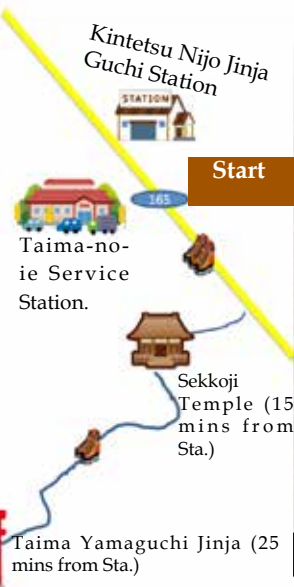 Kintetsu Nijo Jinja
Guchi Station
STATION
Start
165
Taima-no-
ie Service
Station.
Sekkoji
Temple (15
mins from
Sta.)
Taima Yamaguchi Jinja (25
mins from Sta.)